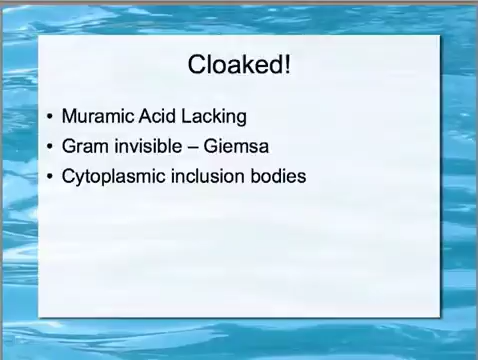 Cloaked!
• Muramic Acid Lacking
• Gram invisible – Giemsa
• Cytoplasmic inclusion bodies